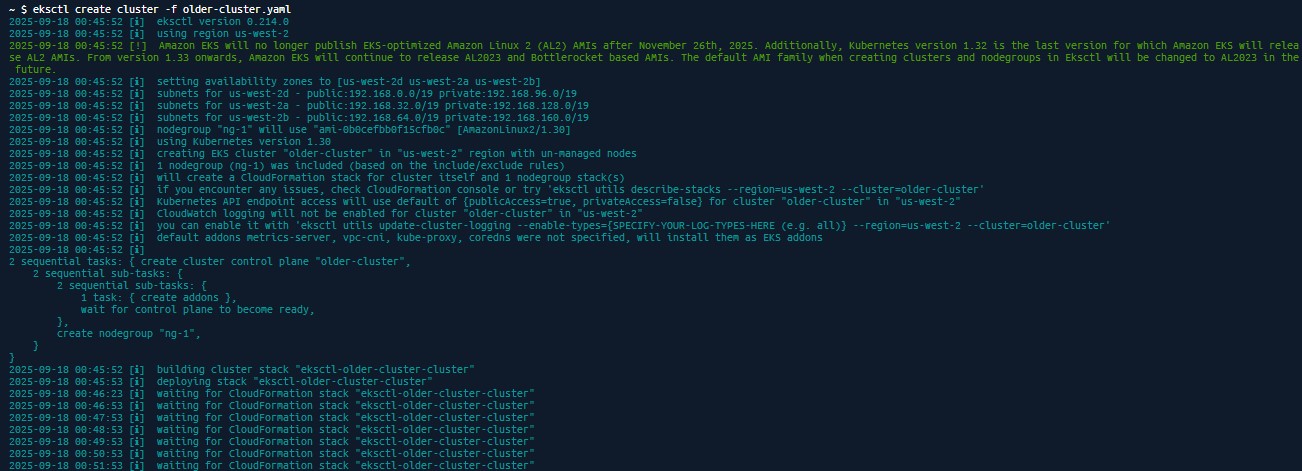 ~ $ eksctl create cluster -f older-cluster.yaml
2025-09-18 00:45:52 [ℹ]  eksctl version 0.214.0
2025-09-18 00:45:52 [ℹ]  using region us-west-2
2025-09-18 00:45:52 [!]  Amazon EKS will no longer publish EKS-optimized Amazon Linux 2 (AL2) AMIs after November 26th, 2025. Additionally, Kubernetes version 1.32 is the last version for which Amazon EKS will relea
se AL2 AMIs. From version 1.33 onwards, Amazon EKS will continue to release AL2023 and Bottlerocket based AMIs. The default AMI family when creating clusters and nodegroups in Eksctl will be changed to AL2023 in the
 future.
2025-09-18 00:45:52 [ℹ]  setting availability zones to [us-west-2d us-west-2a us-west-2b]
2025-09-18 00:45:52 [ℹ]  subnets for us-west-2d - public:192.168.0.0/19 private:192.168.96.0/19
2025-09-18 00:45:52 [ℹ]  subnets for us-west-2a - public:192.168.32.0/19 private:192.168.128.0/19
2025-09-18 00:45:52 [ℹ]  subnets for us-west-2b - public:192.168.64.0/19 private:192.168.160.0/19
2025-09-18 00:45:52 [ℹ]  nodegroup "ng-1" will use "ami-0b0cefbb0f15cfb0c" [AmazonLinux2/1.30]
2025-09-18 00:45:52 [ℹ]  using Kubernetes version 1.30
2025-09-18 00:45:52 [ℹ]  creating EKS cluster "older-cluster" in "us-west-2" region with un-managed nodes
2025-09-18 00:45:52 [ℹ]  1 nodegroup (ng-1) was included (based on the include/exclude rules)
2025-09-18 00:45:52 [ℹ]  will create a CloudFormation stack for cluster itself and 1 nodegroup stack(s)
2025-09-18 00:45:52 [ℹ]  if you encounter any issues, check CloudFormation console or try 'eksctl utils describe-stacks --region=us-west-2 --cluster=older-cluster'
2025-09-18 00:45:52 [ℹ]  Kubernetes API endpoint access will use default of {publicAccess=true, privateAccess=false} for cluster "older-cluster" in "us-west-2"
2025-09-18 00:45:52 [ℹ]  CloudWatch logging will not be enabled for cluster "older-cluster" in "us-west-2"
2025-09-18 00:45:52 [ℹ]  you can enable it with 'eksctl utils update-cluster-logging --enable-types={SPECIFY-YOUR-LOG-TYPES-HERE (e.g. all)} --region=us-west-2 --cluster=older-cluster'
2025-09-18 00:45:52 [ℹ]  default addons metrics-server, vpc-cni, kube-proxy, coredns were not specified, will install them as EKS addons
2025-09-18 00:45:52 [ℹ]
2 sequential tasks: { create cluster control plane "older-cluster",
    2 sequential sub-tasks: {
        2 sequential sub-tasks: {
            1 task: { create addons },
            wait for control plane to become ready,
        },
        create nodegroup "ng-1",
    }
}
2025-09-18 00:45:52 [ℹ]  building cluster stack "eksctl-older-cluster-cluster"
2025-09-18 00:45:53 [ℹ]  deploying stack "eksctl-older-cluster-cluster"
2025-09-18 00:46:23 [ℹ]  waiting for CloudFormation stack "eksctl-older-cluster-cluster"
2025-09-18 00:46:53 [ℹ]  waiting for CloudFormation stack "eksctl-older-cluster-cluster"
2025-09-18 00:47:53 [ℹ]  waiting for CloudFormation stack "eksctl-older-cluster-cluster"
2025-09-18 00:48:53 [ℹ]  waiting for CloudFormation stack "eksctl-older-cluster-cluster"
2025-09-18 00:49:53 [ℹ]  waiting for CloudFormation stack "eksctl-older-cluster-cluster"
2025-09-18 00:50:53 [ℹ]  waiting for CloudFormation stack "eksctl-older-cluster-cluster"
2025-09-18 00:51:53 [ℹ]  waiting for CloudFormation stack "eksctl-older-cluster-cluster"